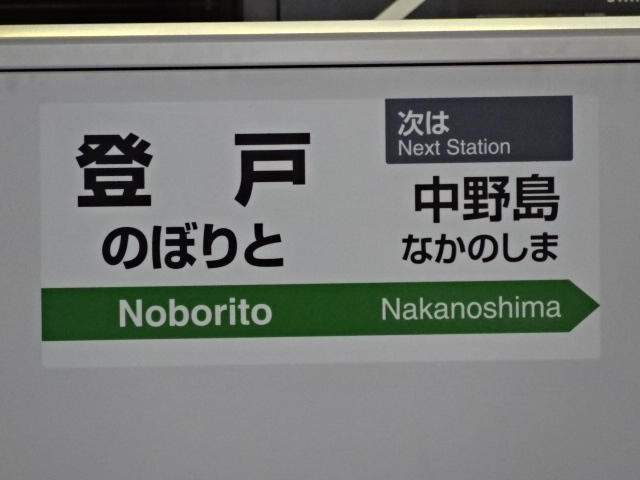 登戸
のぼりと
Noborito
次は
Next Station
中野島
なかのしま
Nakanoshima